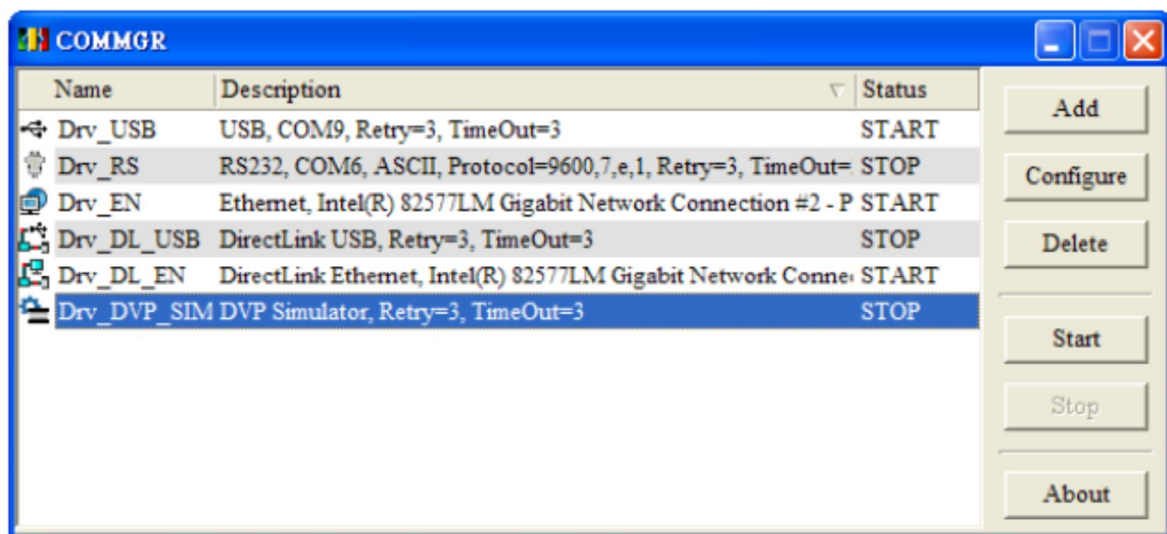 COMMGR
Name Description Status
Drv_USB USB, COM9, Retry=3, TimeOut=3 START
Drv_RS RS232, COM6, ASCII, Protocol=9600,7,e,1, Retry=3, TimeOut= STOP
Drv_EN Ethernet, Intel(R) 82577LM Gigabit Network Connection #2 - P START
Drv_DL_USB DirectLink USB, Retry=3, TimeOut=3 STOP
Drv_DL_EN DirectLink Ethernet, Intel(R) 82577LM Gigabit Network Conne START
Drv_DVP_SIM DVP Simulator, Retry=3, TimeOut=3 STOP
Add
Configure
Delete
Start
Stop
About